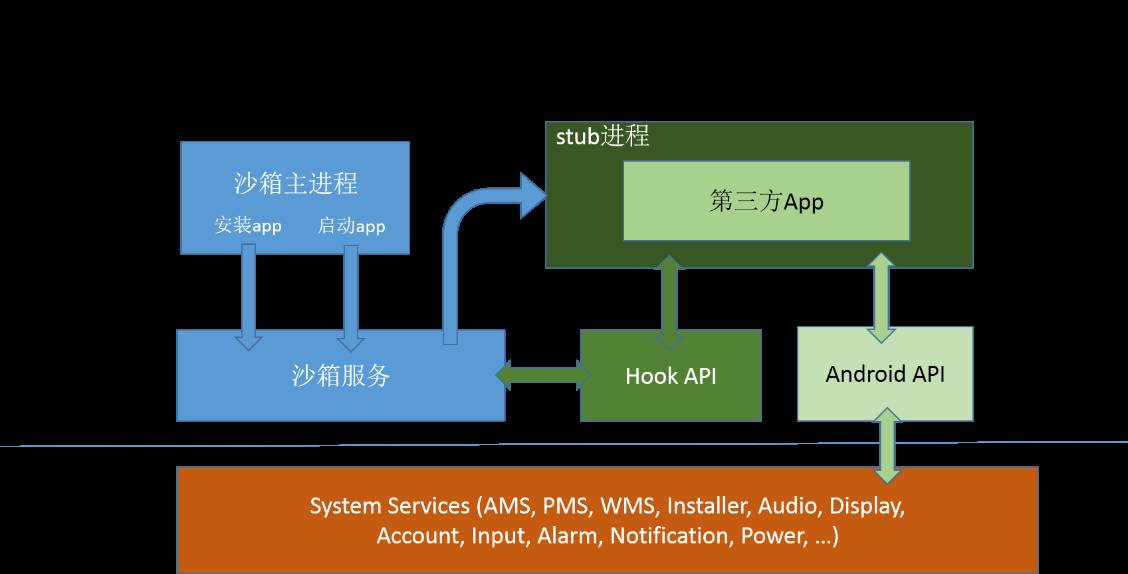 stub进程
沙箱主进程
安装app
启动app
第三方App
沙箱服务
Hook API
Android API
System Services (AMS, PMS, WMS, Installer, Audio, Display,
Account, Input, Alarm, Notification, Power, ...)